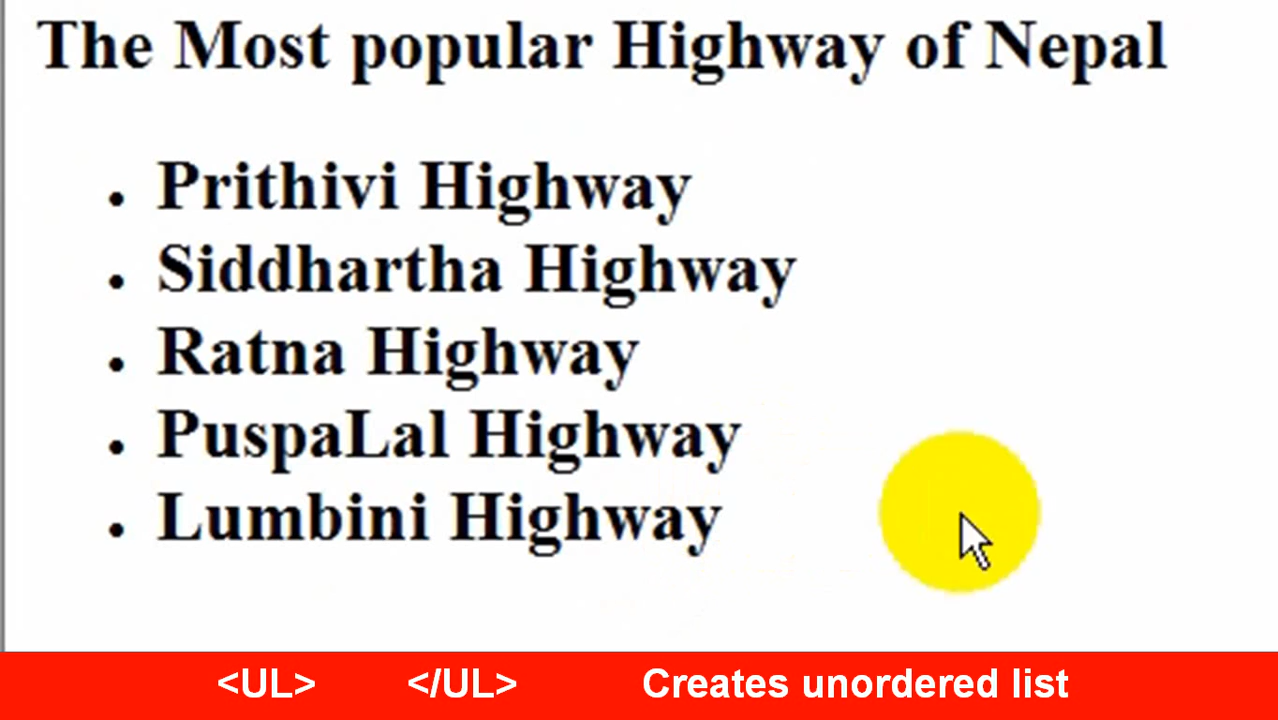 The Most popular Highway of Nepal
• Prithivi Highway
• Siddhartha Highway
• Ratna Highway
• PuspaLal Highway
• Lumbini Highway
<UL> </UL> Creates unordered list